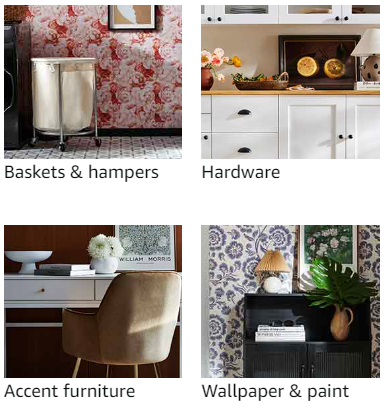 Baskets & hampers
Hardware
WILLIAM MORRIS
Accent furniture
Wallpaper & paint